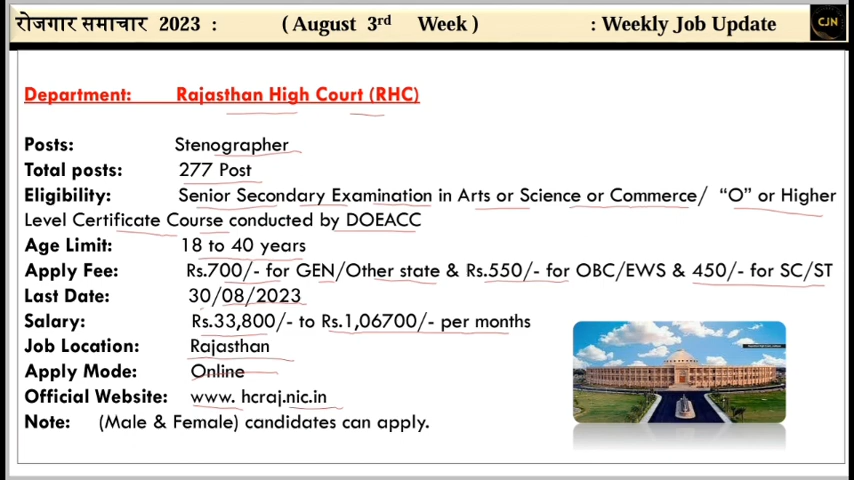 रोजगार समाचार 2023 : (August 3rd Week) : Weekly Job Update
CJN
Department: Rajasthan High Court (RHC)
Posts: Stenographer
Total posts: 277 Post
Eligibility: Senior Secondary Examination in Arts or Science or Commerce/ “O” or Higher
Level Certificate Course conducted by DOEACC
Age Limit: 18 to 40 years
Apply Fee: Rs.700/- for GEN/Other state & Rs.550/- for OBC/EWS & 450/- for SC/ST
Last Date: 30/08/2023
Salary: Rs.33,800/- to Rs.1,06700/- per months
Job Location: Rajasthan
Apply Mode: Online
Official Website: www. hcraj.nic.in
Note: (Male & Female) candidates can apply.